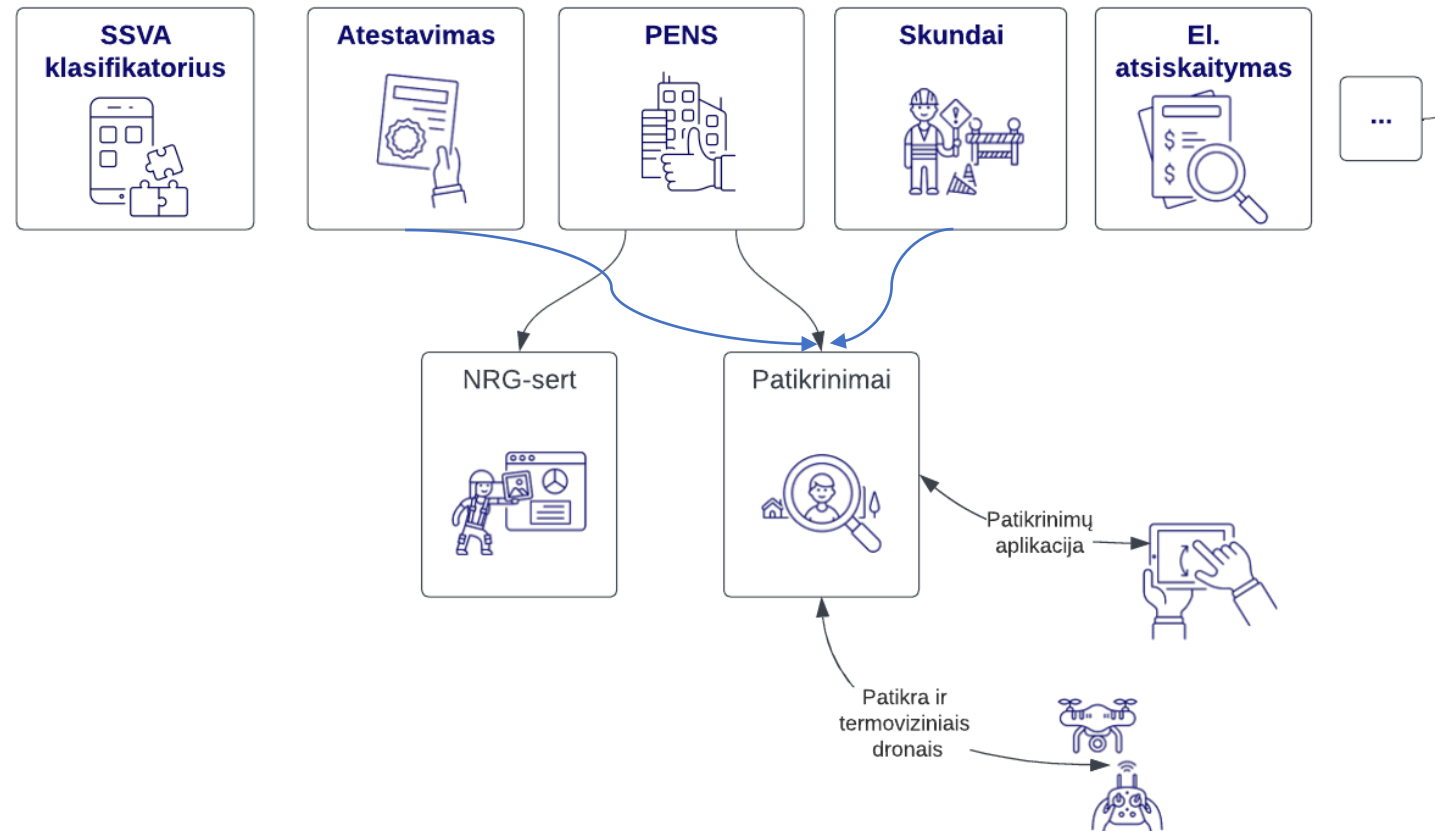 SSVA
klasifikatorius
Atestavimas
PENS
Skundai
El.
atsiskaitymas
...
NRG-sert
Patikrinimai
Patikrinimų
aplikacija
Patikra ir
termoviziniais
dronais